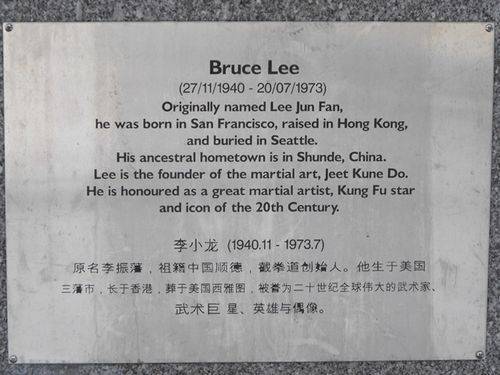 Bruce Lee
(27/11/1940 - 20/07/1973)
Originally named Lee Jun Fan,
he was born in San Francisco, raised in Hong Kong,
and buried in Seattle.
His ancestral hometown is in Shunde, China.
Lee is the founder of the martial art, Jeet Kune Do.
He is honoured as a great martial artist, Kung Fu star
and icon of the 20th Century.
李小龙 (1940.11 - 1973.7)
原名李振藩，祖籍中国顺德，截拳道创始人。他生于美国
三藩市，长于香港，葬于美国西雅图，被誉为二十世纪全球伟大的武术家、
武术巨 星、英雄与偶像。